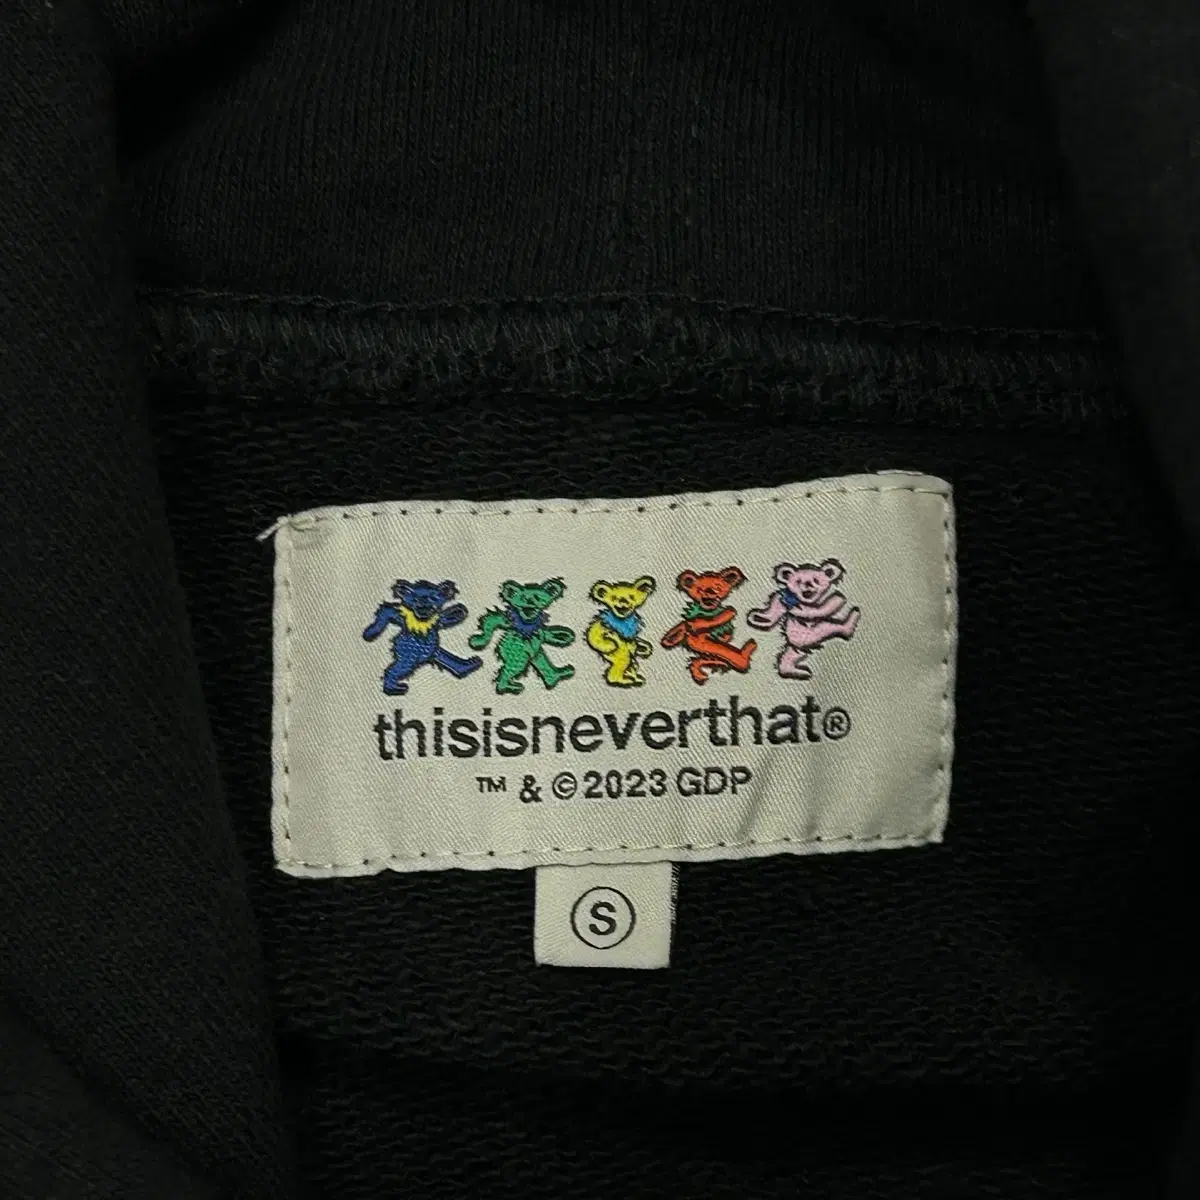 thisisneverthat®
™ & ©2023 GDP
S